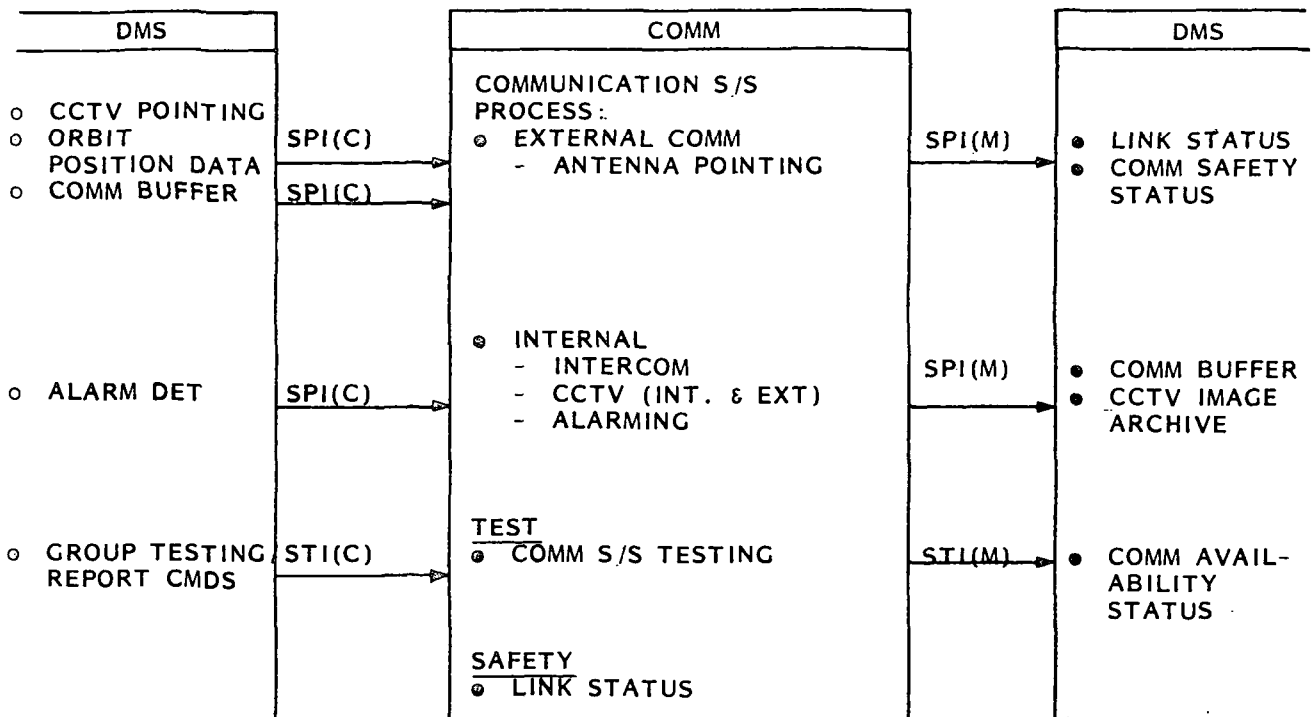 DMS
○ CCTV POINTING
○ ORBIT
POSITION DATA
○ COMM BUFFER
○ ALARM DET
○ GROUP TESTING/
REPORT CMDS
SPI(C)
SPI(C)
SPI(C)
STI(C)
COMM
COMMUNICATION S/S
PROCESS:
● EXTERNAL COMM
- ANTENNA POINTING
● INTERNAL
- INTERCOM
- CCTV (INT. & EXT)
- ALARMING
TEST
● COMM S/S TESTING
SAFETY
● LINK STATUS
SPI(M)
SPI(M)
STI(M)
DMS
● LINK STATUS
● COMM SAFETY
STATUS
● COMM BUFFER
● CCTV IMAGE
ARCHIVE
● COMM AVAIL-
ABILITY
STATUS